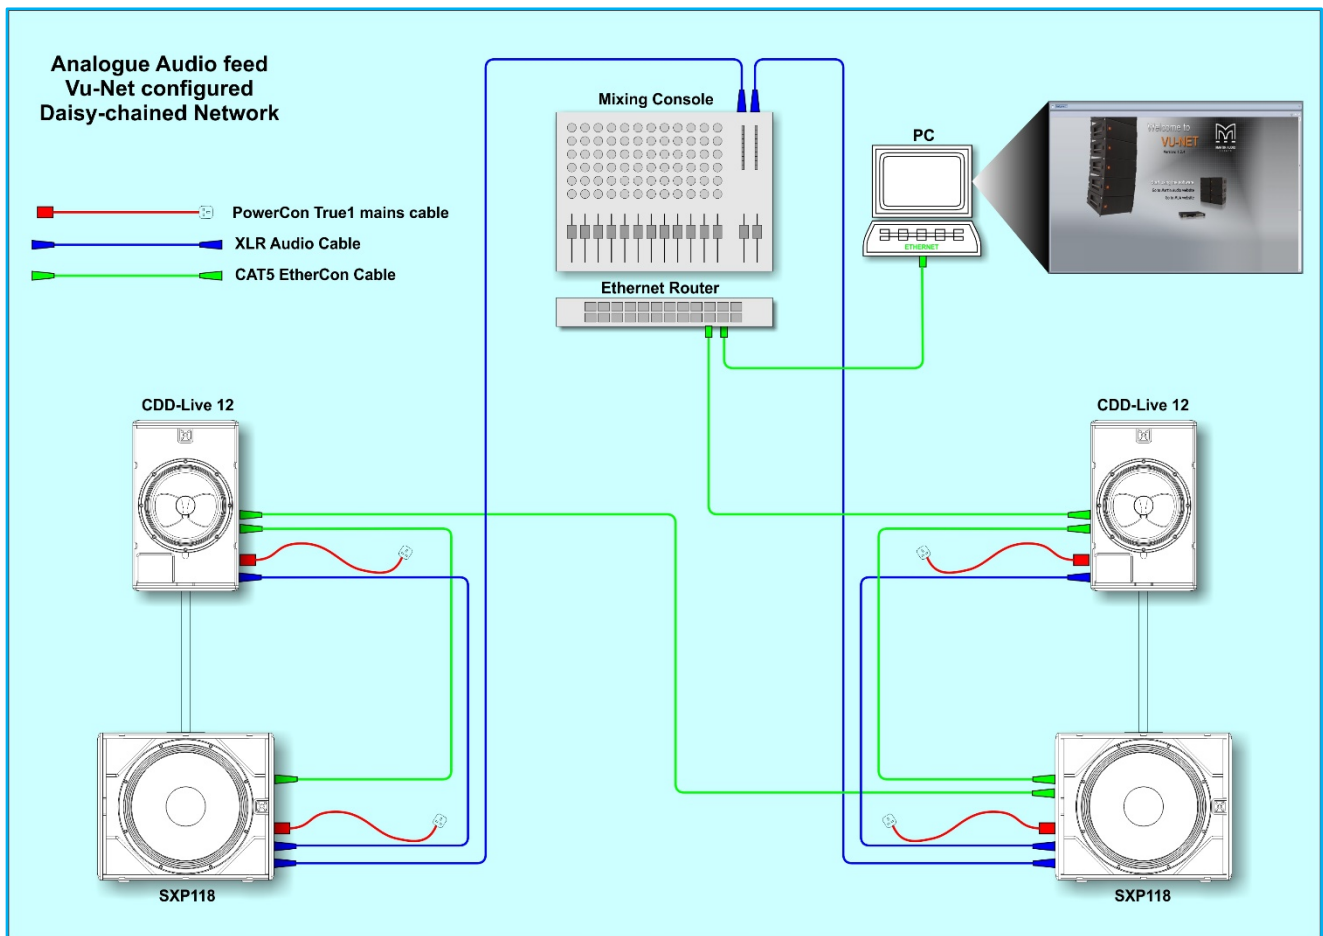 Analogue Audio feed
Vu-Net configured
Daisy-chained Network
PowerCon True1 mains cable
XLR Audio Cable
CAT5 EtherCon Cable
Mixing Console
PC
Welcome to
VU-NET
ETHERNET
Ethernet Router
CDD-Live 12
CDD-Live 12
SXP118
SXP118